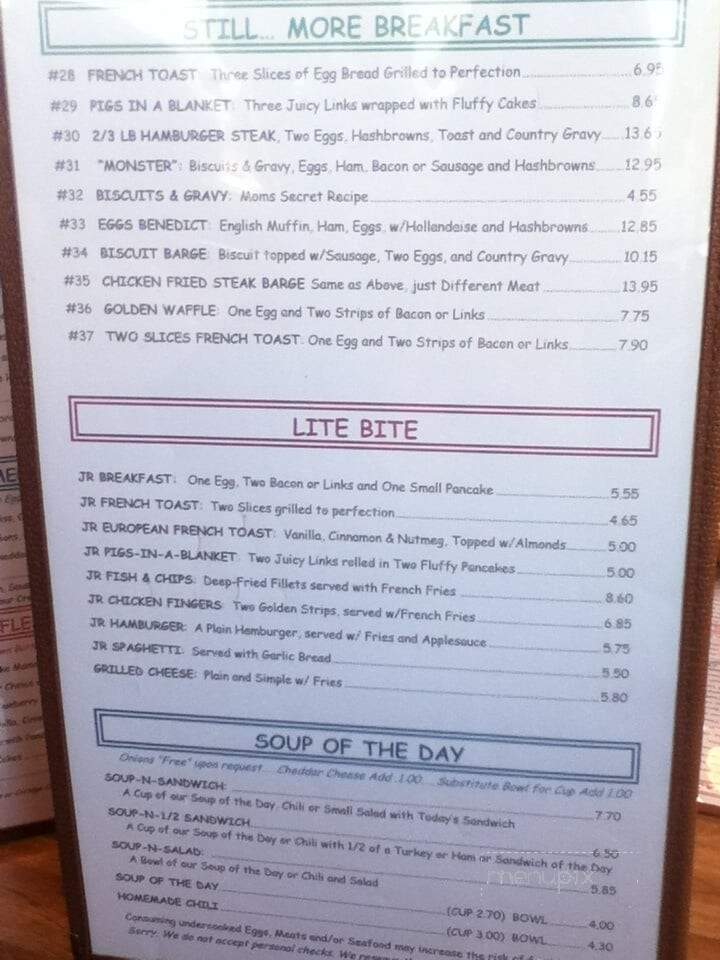 STILL... MORE BREAKFAST
#28 FRENCH TOAST: Three Slices of Egg Bread Grilled to Perfection 6.95
#29 PIGS IN A BLANKET: Three Juicy Links wrapped with Fluffy Cakes 8.6
#30 2/3 LB HAMBURGER STEAK, Two Eggs, Hashbrowns, Toast and Country Gravy 13.6
#31 "MONSTER": Biscuits & Gravy, Eggs, Ham, Bacon or Sausage and Hashbrowns 12.95
#32 BISCUITS & GRAVY: Moms Secret Recipe 4.55
#33 EGGS BENEDICT: English Muffin, Ham, Eggs, w/Hollandaise and Hashbrowns 12.85
#34 BISCUIT BARGE: Biscuit topped w/Sausage, Two Eggs, and Country Gravy 10.15
#35 CHICKEN FRIED STEAK BARGE Same as Above, just Different Meat 13.95
#36 GOLDEN WAFFLE: One Egg and Two Strips of Bacon or Links 7.75
#37 TWO SLICES FRENCH TOAST: One Egg and Two Strips of Bacon or Links 7.90
LITE BITE
JR BREAKFAST: One Egg, Two Bacon or Links and One Small Pancake 5.55
JR FRENCH TOAST: Two Slices grilled to perfection 4.65
JR EUROPEAN FRENCH TOAST: Vanilla, Cinnamon & Nutmeg, Topped w/Almonds 5.00
JR PIGS-IN-A-BLANKET: Two Juicy Links rolled in Two Fluffy Pancakes 5.00
JR FISH & CHIPS: Deep-Fried Fillets served with French Fries 8.60
JR CHICKEN FINGERS: Two Golden Strips, served w/French Fries 6.85
JR HAMBURGER: A Plain Hamburger, served w/ Fries and Applesauce 5.75
JR SPAGHETTI: Served with Garlic Bread 5.50
GRILLED CHEESE: Plain and Simple w/ Fries 5.80
SOUP OF THE DAY
Onions "Free" upon request... Cheddar Cheese Add 1.00... Substitute Bowl for Cup Add 1.00
SOUP-N-SANDWICH: 7.70
A Cup of our Soup of the Day, Chili or Small Salad with Today's Sandwich
SOUP-N-1/2 SANDWICH 6.50
A Cup of our Soup of the Day or Chili with 1/2 of a Turkey or Ham or Sandwich of the Day
SOUP-N-SALAD: 5.85
A Bowl of our Soup of the Day or Chili and Salad
SOUP OF THE DAY (CUP 2.70) BOWL 4.00
HOMEMADE CHILI (CUP 3.00) BOWL 4.30
Consuming undercooked Eggs, Meats and/or Seafood may increase the risk of
Sorry. We do not accept personal checks. We
menupix